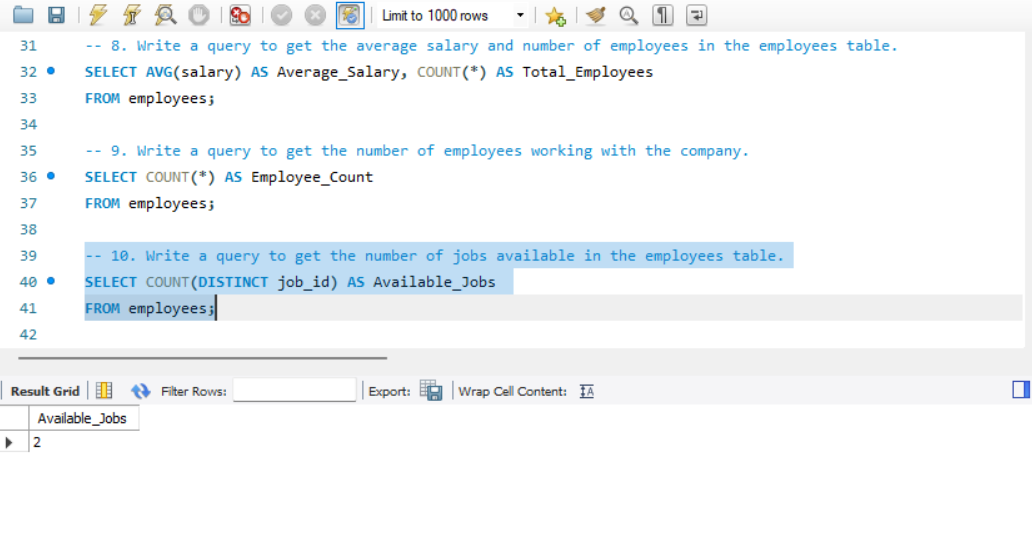 Limit to 1000 rows
31 -- 8. Write a query to get the average salary and number of employees in the employees table.
32 SELECT AVG(salary) AS Average_Salary, COUNT(*) AS Total_Employees
33 FROM employees;
34
35 -- 9. Write a query to get the number of employees working with the company.
36 SELECT COUNT(*) AS Employee_Count
37 FROM employees;
38
39 -- 10. Write a query to get the number of jobs available in the employees table.
40 SELECT COUNT(DISTINCT job_id) AS Available_Jobs
41 FROM employees;
42
Result Grid Filter Rows: Export: Wrap Cell Content:
Available_Jobs
2